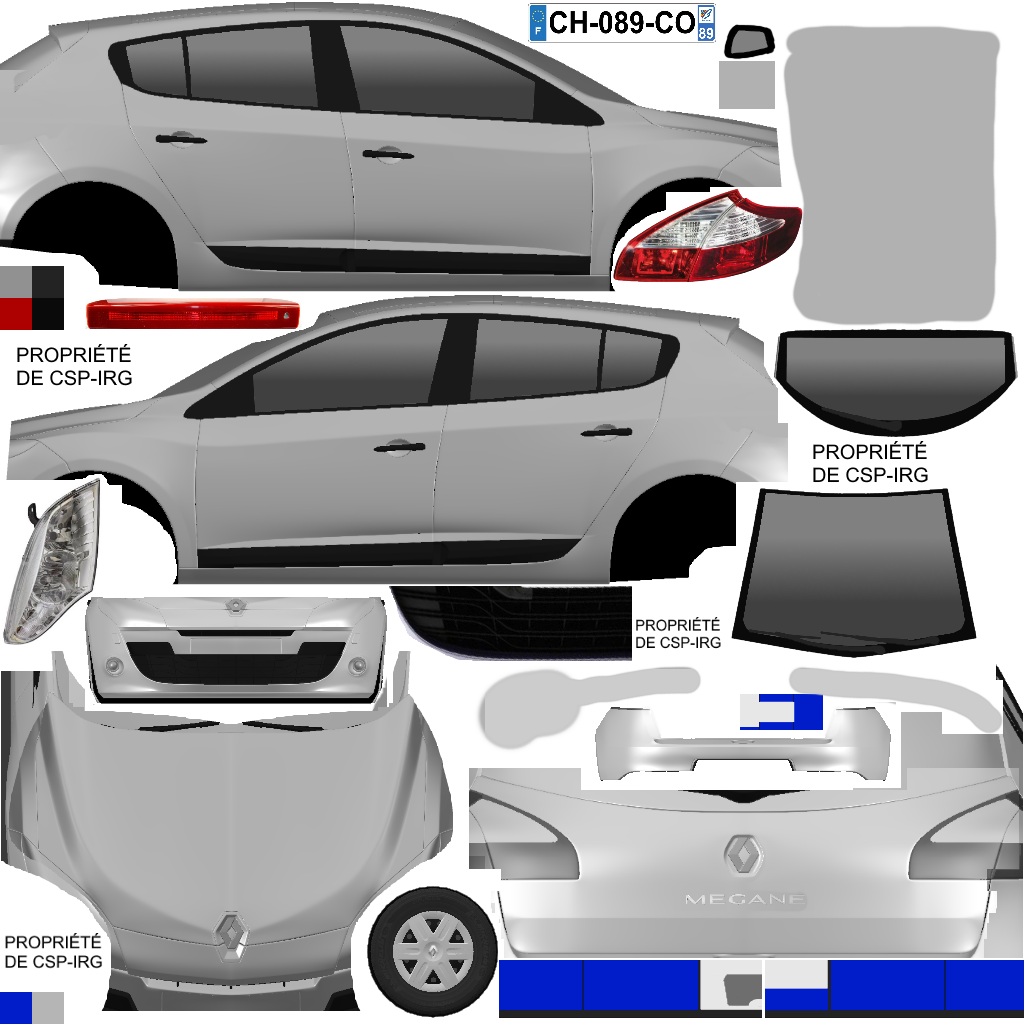 CH-089-CO
F
89
PROPRIÉTÉ
DE CSP-IRG
PROPRIÉTÉ
DE CSP-IRG
PROPRIÉTÉ
DE CSP-IRG
MEGANE
PROPRIÉTÉ
DE CSP-IRG